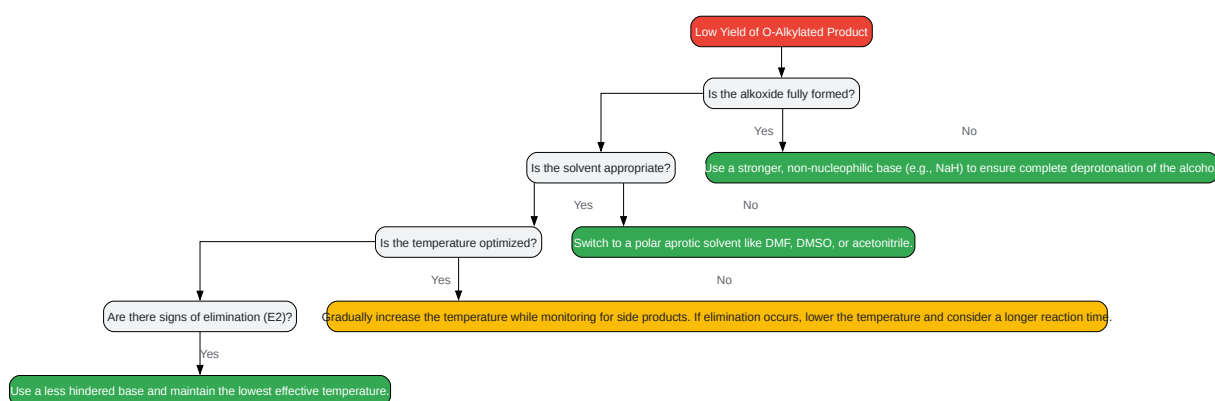 Low Yield of O-Alkylated Product
Is the alkoxide fully formed?
Yes
No
Is the solvent appropriate?
Use a stronger, non-nucleophilic base (e.g., NaH) to ensure complete deprotonation of the alcoho
Yes
No
Is the temperature optimized?
Switch to a polar aprotic solvent like DMF, DMSO, or acetonitrile.
Yes
No
Are there signs of elimination (E2)?
Gradually increase the temperature while monitoring for side products. If elimination occurs, lower the temperature and consider a longer reaction time.
Yes
Use a less hindered base and maintain the lowest effective temperature.